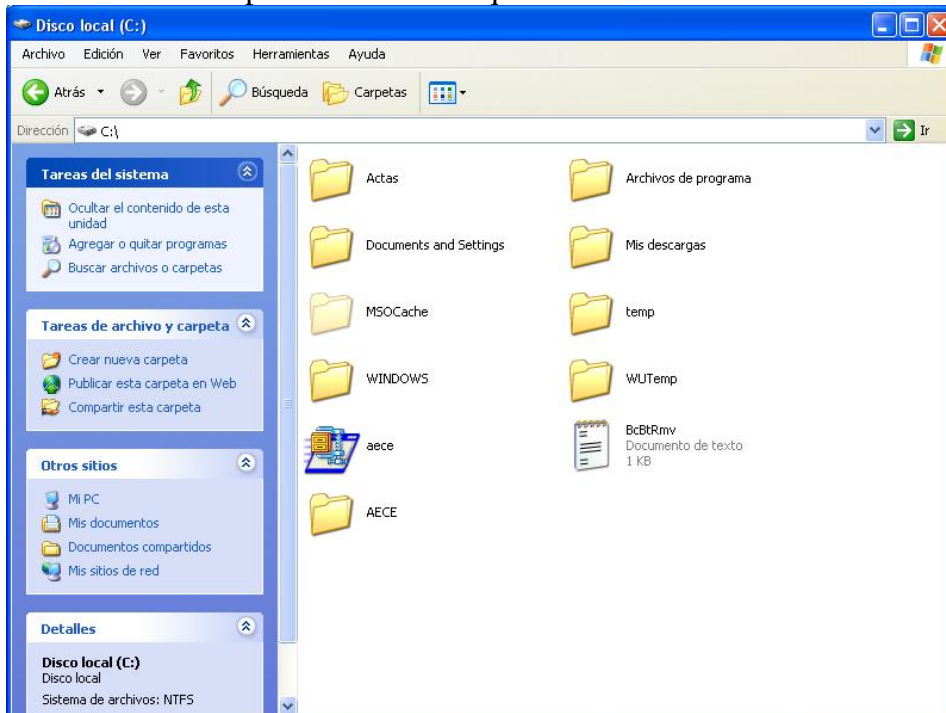 Disco local (C:)
Archivo Edición Ver Favoritos Herramientas Ayuda
Atrás Búsqueda Carpetas
Dirección C:\ Ir
Tareas del sistema
Ocultar el contenido de esta
unidad
Agregar o quitar programas
Buscar archivos o carpetas
Tareas de archivo y carpeta
Crear nueva carpeta
Publicar esta carpeta en Web
Compartir esta carpeta
Otros sitios
Mi PC
Mis documentos
Documentos compartidos
Mis sitios de red
Detalles
Disco local (C:)
Disco local
Sistema de archivos: NTFS
Actas
Archivos de programa
Documents and Settings
Mis descargas
MSOCache
temp
WINDOWS
WUTemp
aece
BcBtRmv
Documento de texto
1 KB
AECE